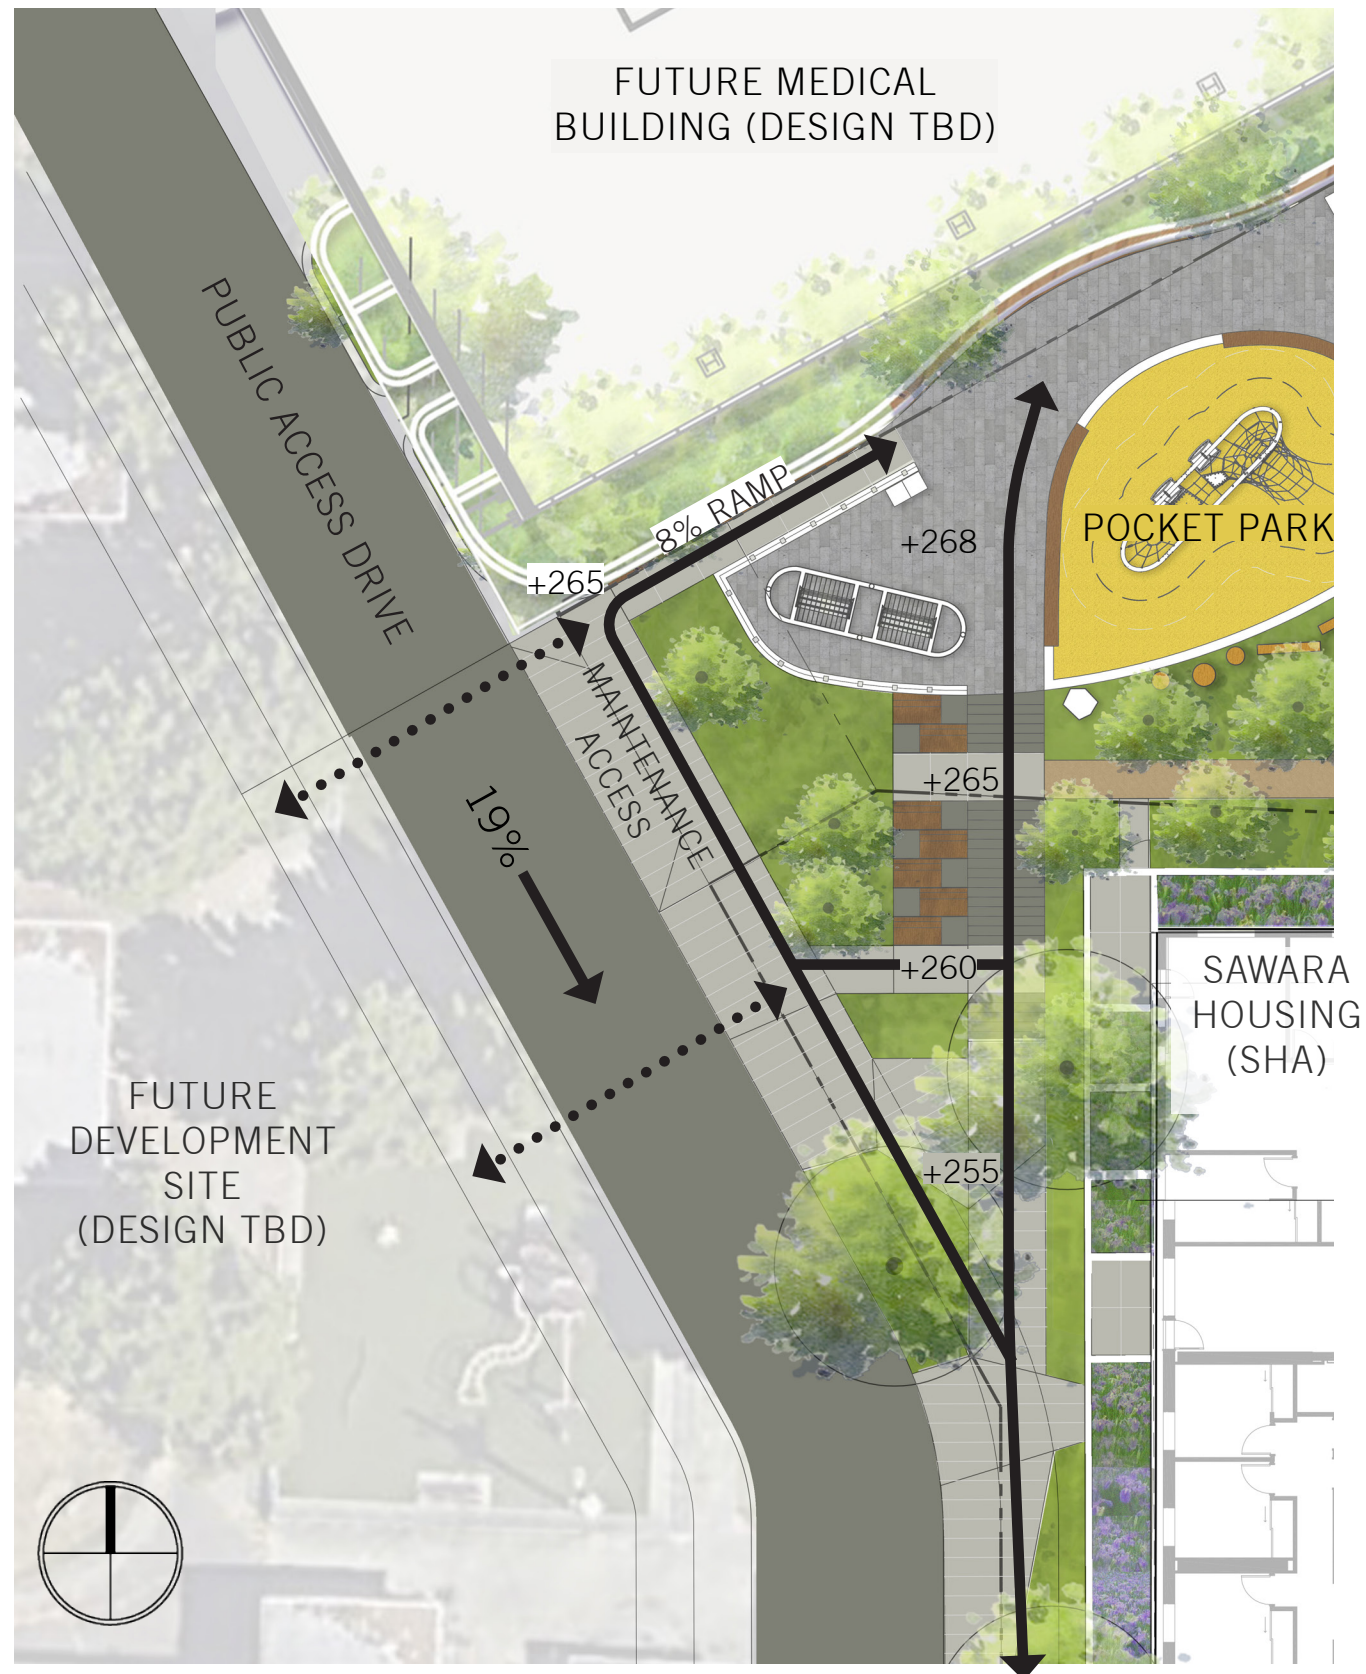 FUTURE MEDICAL
BUILDING (DESIGN TBD)
PUBLIC ACCESS DRIVE
8% RAMP
+268
POCKET PARK
+265
MAINTENANCE
ACCESS
+265
19%
+260
SAWARA
HOUSING
(SHA)
FUTURE
DEVELOPMENT
SITE
(DESIGN TBD)
+255